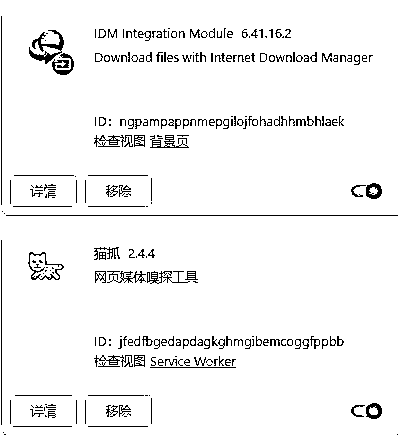 IDM Integration Module 6.41.16.2
Download files with Internet Download Manager
ID：ngpampappnmepgilojfohadhhmbhlaek
检查视图 背景页
详情 移除
猫抓 2.4.4
网页媒体嗅探工具
ID：jfedfbgedapdagkghmgibemcoggfppbb
检查视图 Service Worker
详情 移除